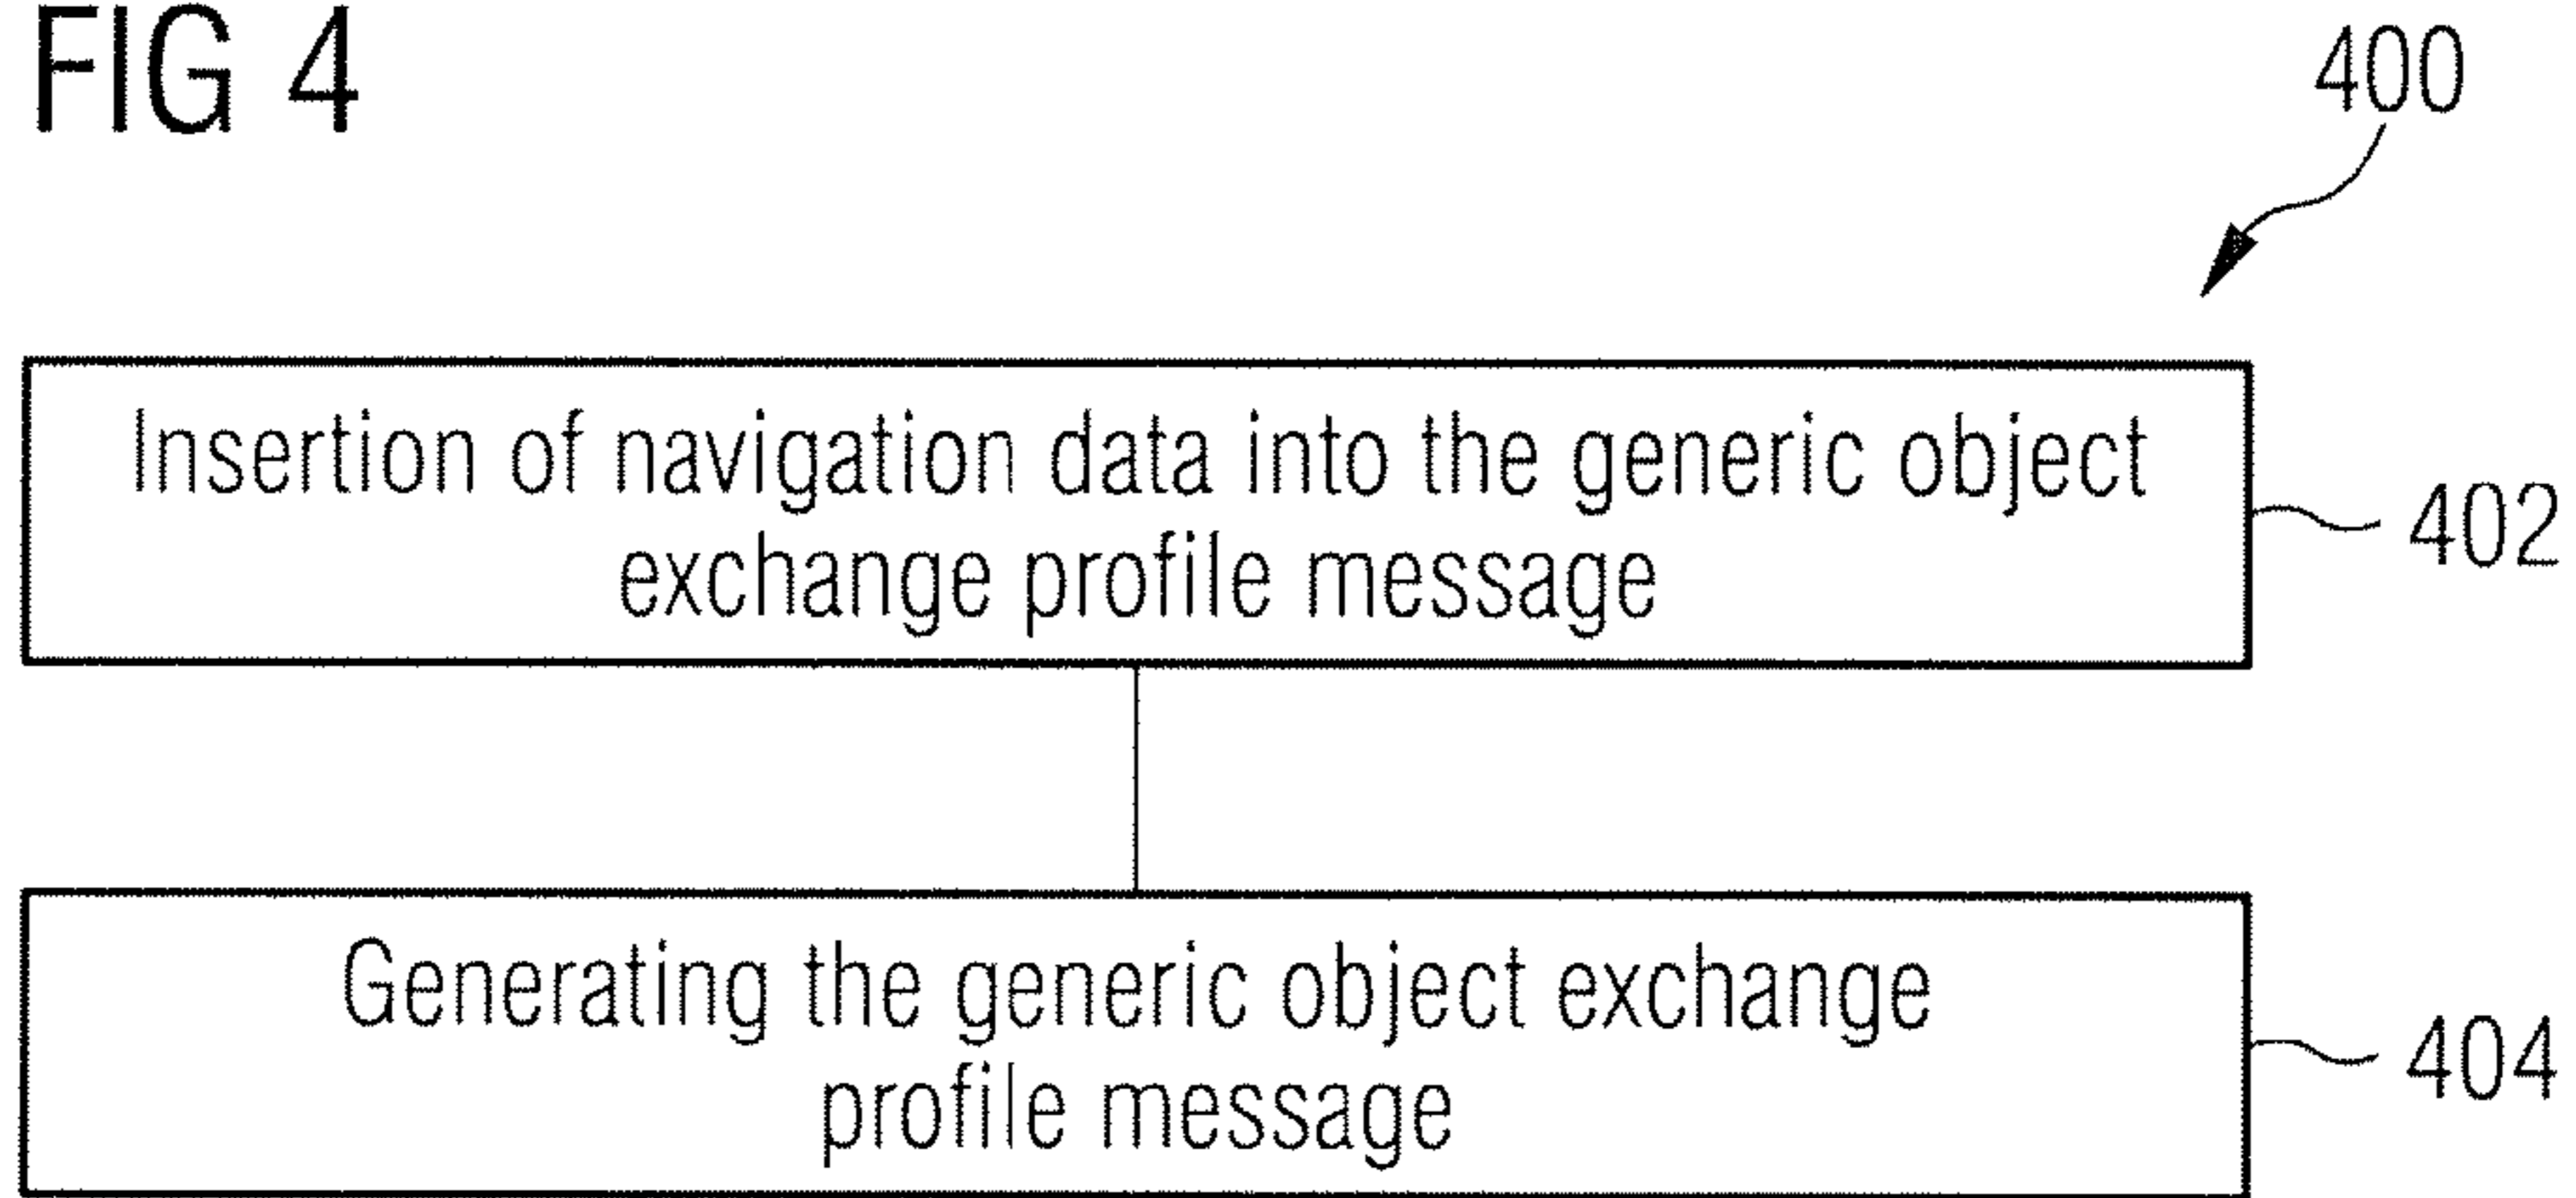 FIG 4
400
Insertion of navigation data into the generic object
exchange profile message
402
Generating the generic object exchange
profile message
404